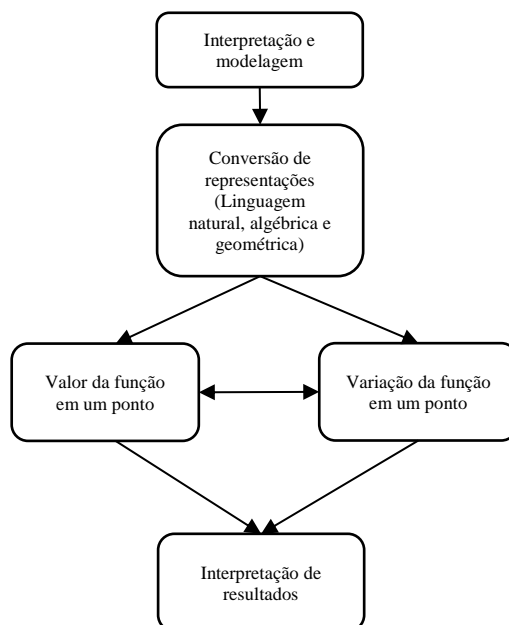 Interpretação e
modelagem
Conversão de
representações
(Linguagem
natural, algébrica e
geométrica)
Valor da função
em um ponto
Variação da função
em um ponto
Interpretação de
resultados